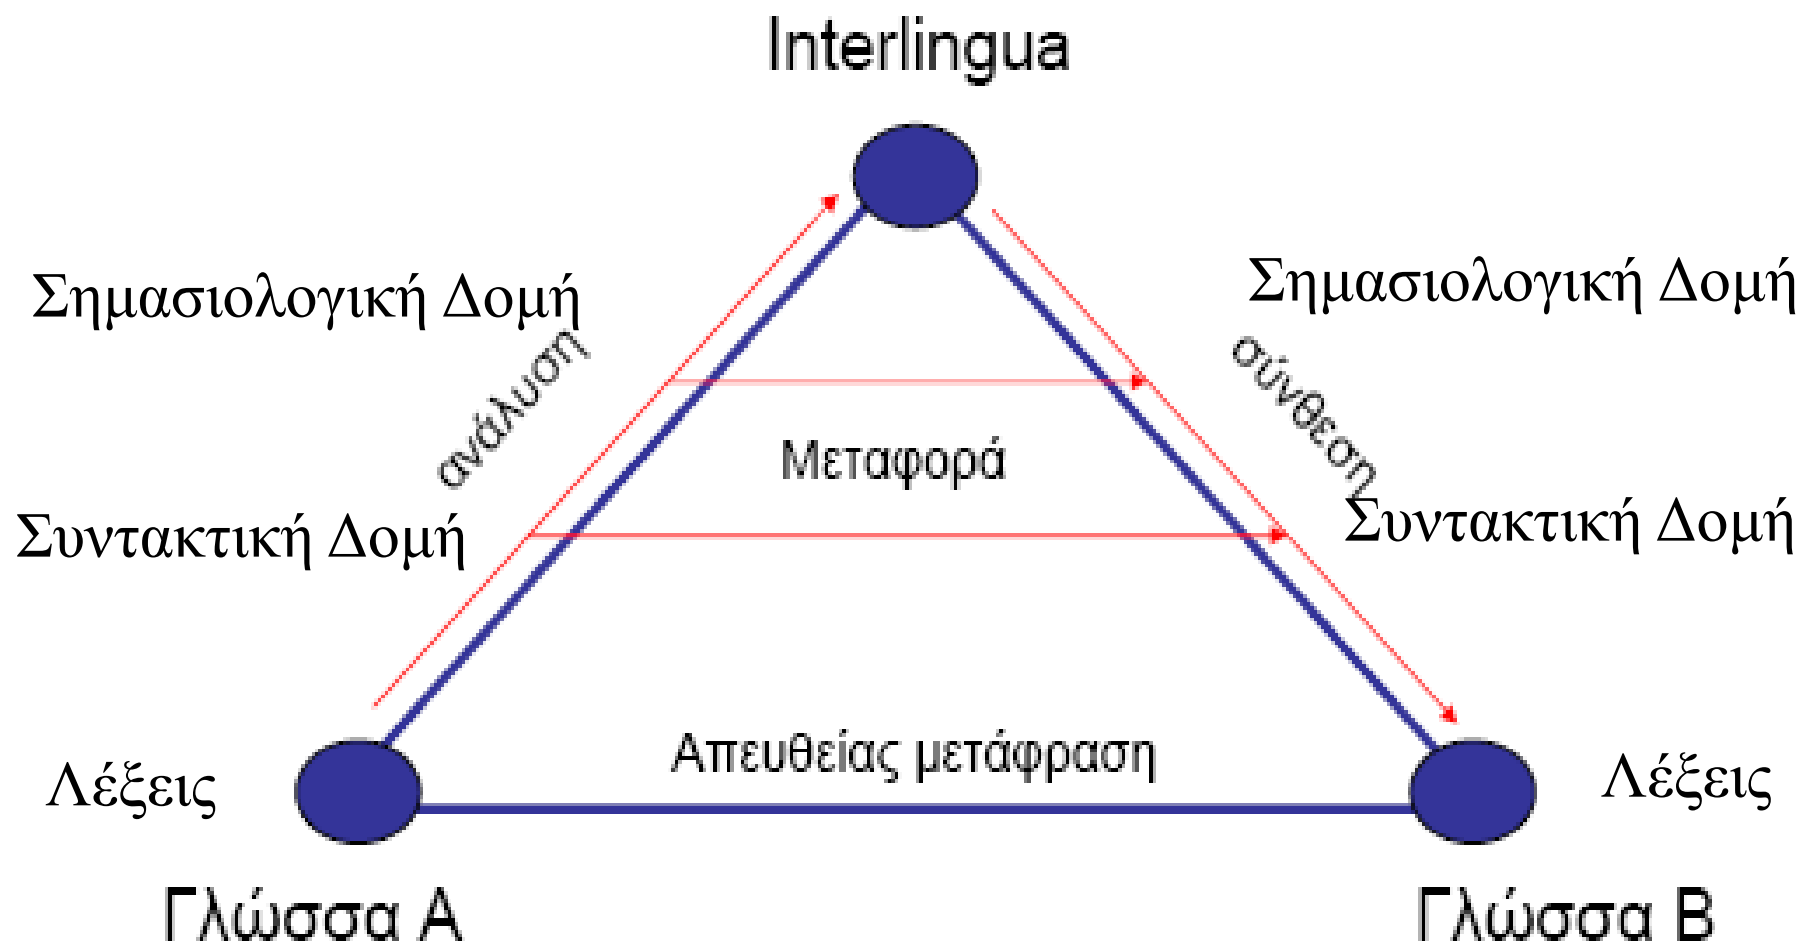 Interlingua
Σημασιολογική Δομή
Σημασιολογική Δομή
ανάλυση
σύνθεση
Μεταφορά
Συντακτική Δομή
Συντακτική Δομή
Απευθείας μετάφραση
Λέξεις
Λέξεις
Γλώσσα Α
Γλώσσα Β